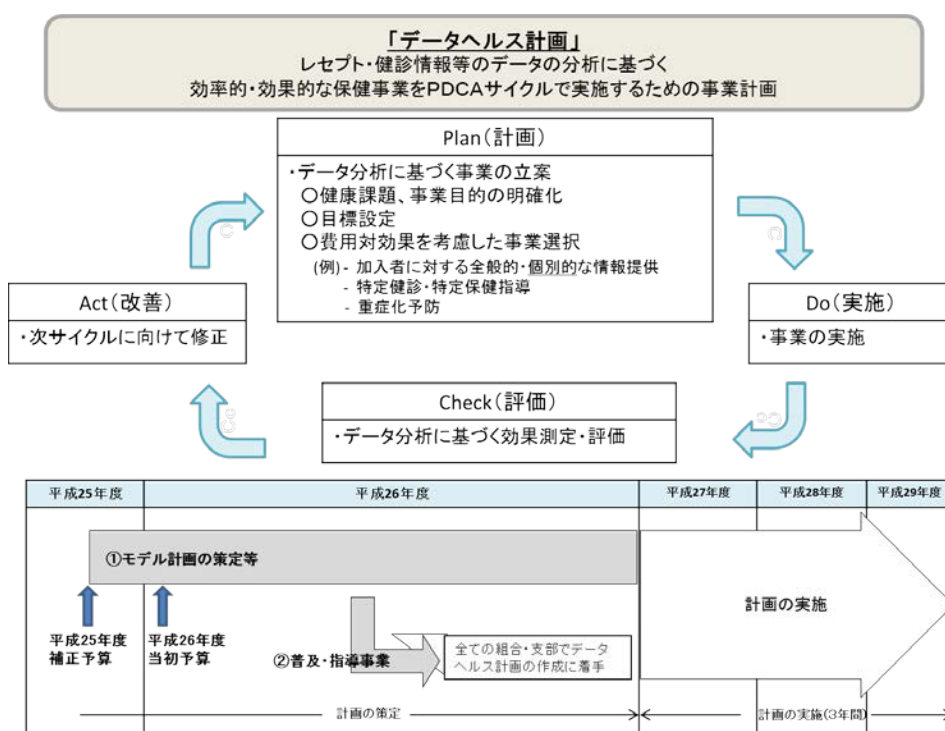 「データヘルス計画」
レセプト・健診情報等のデータの分析に基づく
効率的・効果的な保健事業をPDCAサイクルで実施するための事業計画
Plan(計画)
・データ分析に基づく事業の立案
○健康課題、事業目的の明確化
○目標設定
○費用対効果を考慮した事業選択
(例)- 加入者に対する全般的・個別的な情報提供
- 特定健診・特定保健指導
- 重症化予防
Act(改善)
・次サイクルに向けて修正
Do(実施)
・事業の実施
Check(評価)
・データ分析に基づく効果測定・評価
平成25年度
平成26年度
平成27年度
平成28年度
平成29年度
①モデル計画の策定等
計画の実施
平成25年度
補正予算
平成26年度
当初予算
②普及・指導事業
全ての組合・支部でデータ
ヘルス計画の作成に着手
計画の策定
計画の実施(3年間)